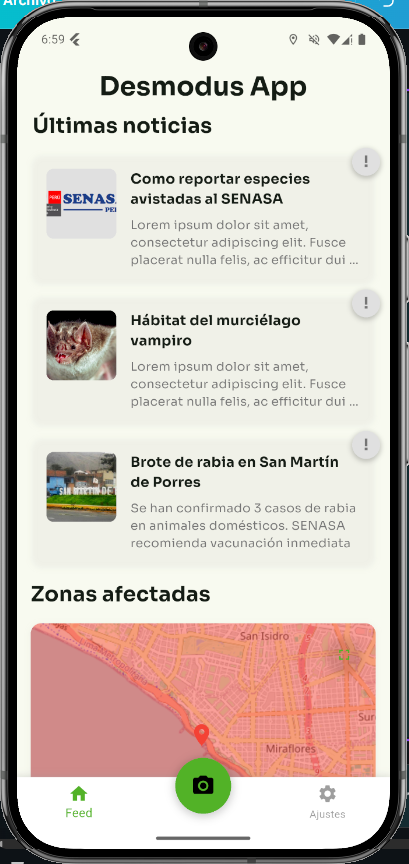 Archivo
6:59
Desmodus App
Últimas noticias
!
Como reportar especies
avistadas al SENASA
PERÚ
SENAS
PE
Lorem ipsum dolor sit amet,
consectetur adipiscing elit. Fusce
placerat nulla felis, ac efficitur dui ...
!
Hábitat del murciélago
vampiro
Lorem ipsum dolor sit amet,
consectetur adipiscing elit. Fusce
placerat nulla felis, ac efficitur dui ...
!
Brote de rabia en San Martín
de Porres
SAN MARTIN DE
Se han confirmado 3 casos de rabia
en animales domésticos. SENASA
recomienda vacunación inmediata
Zonas afectadas
San Isidro
Sur
Miraflores
Feed
Ajustes